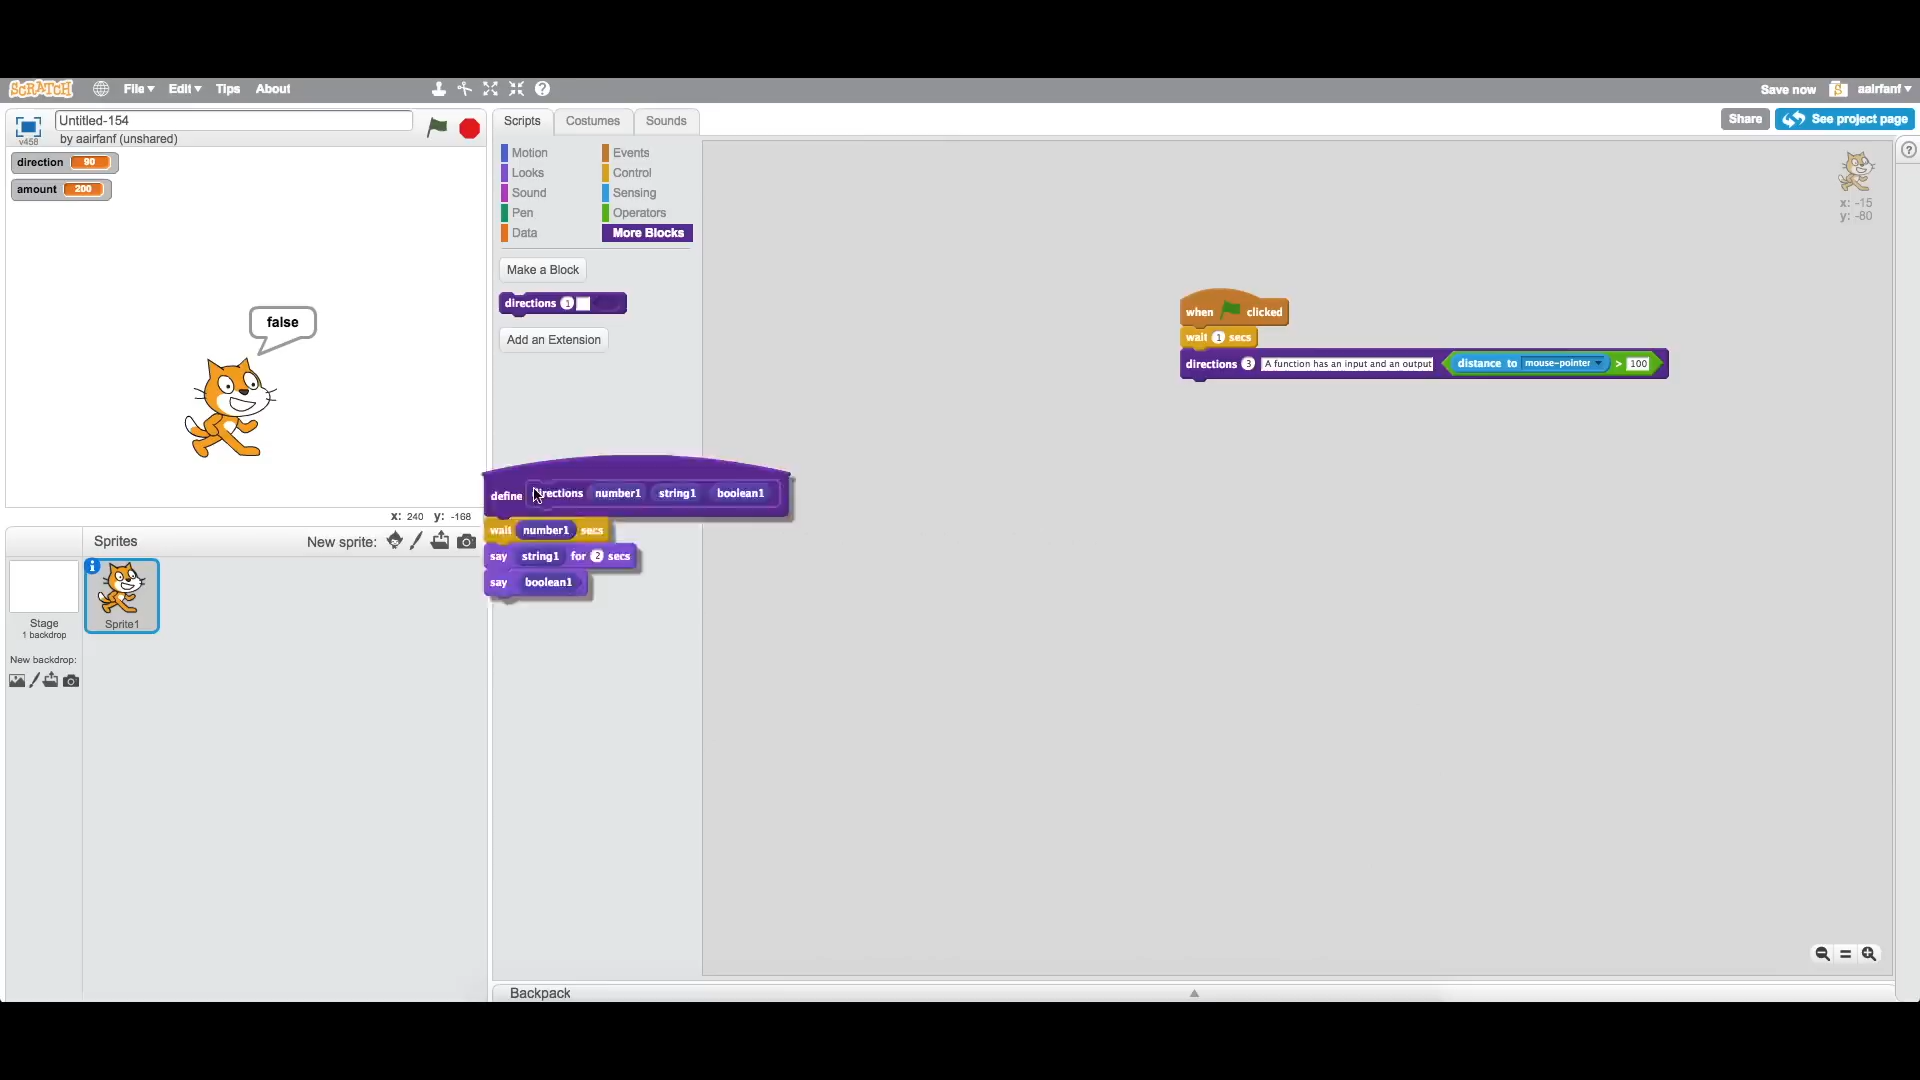 SCRATCH File Edit Tips About Save now aairfanf
Untitled-154
by aairfanf (unshared)
v458
direction 90
amount 200
false
x: 240 y: -168
Sprites New sprite:
Sprite1
Stage
1 backdrop
New backdrop:
Scripts Costumes Sounds
Share See project page
Motion Events
Looks Control
Sound Sensing
Pen Operators
Data More Blocks
Make a Block
directions 1
Add an Extension
define directions number1 string1 boolean1
wait number1 secs
say string1 for 2 secs
say boolean1
when clicked
wait 1 secs
directions 3 A function has an input and an output distance to mouse-pointer > 100
x: -15
y: -80
Backpack